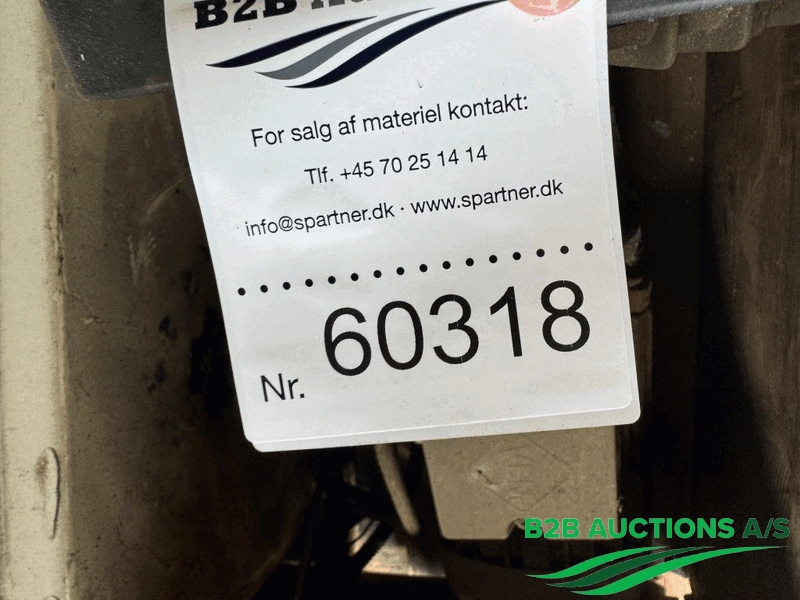 B2B
For salg af materiel kontakt:
Tlf. +45 70 25 14 14
info@spartner.dk · www.spartner.dk
Nr. 60318
B2B AUCTIONS A/S